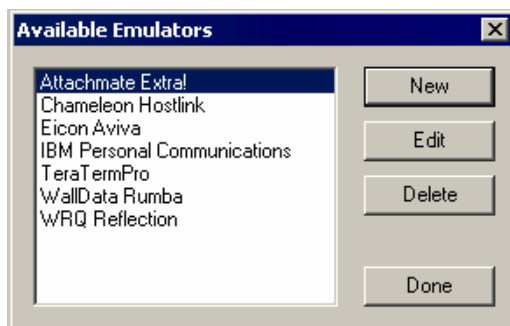 Available Emulators
Attachmate Extra!
Chameleon Hostlink
Eicon Aviva
IBM Personal Communications
TeraTermPro
WallData Rumba
WRQ Reflection
New
Edit
Delete
Done